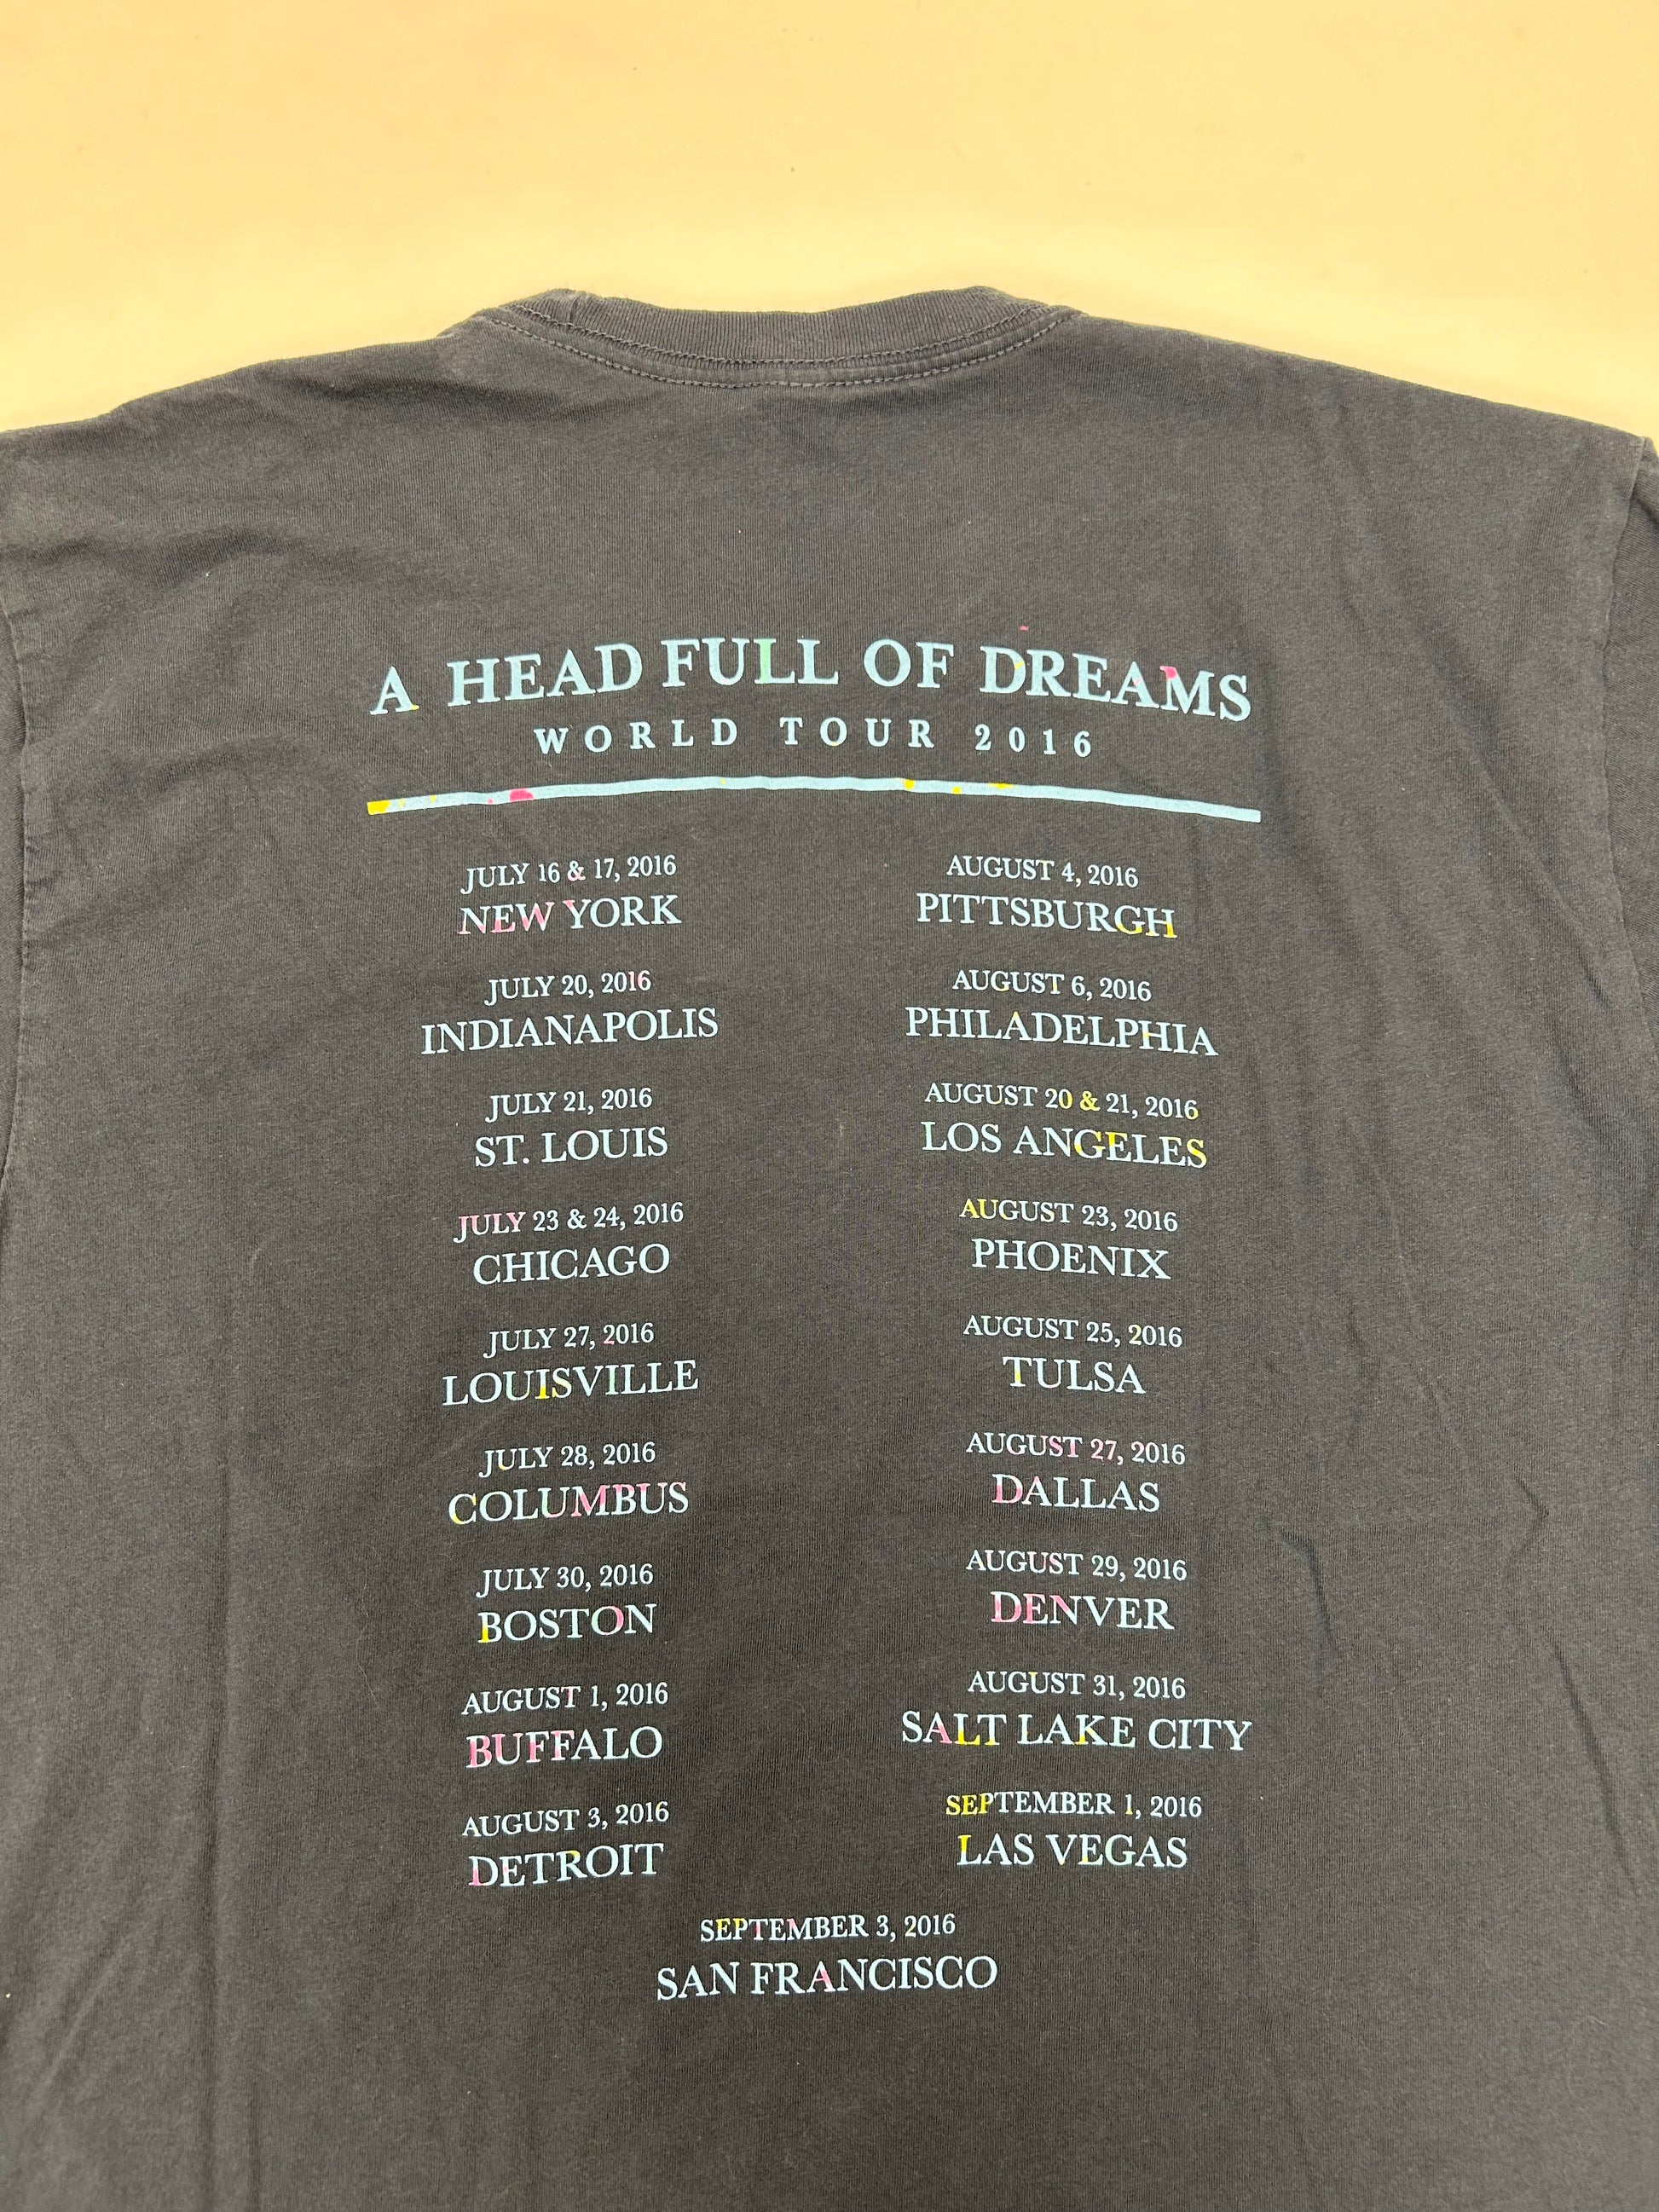 A HEAD FULL OF DREAMS
WORLD TOUR 2016
JULY 16 & 17, 2016
NEW YORK
JULY 20, 2016
INDIANAPOLIS
JULY 21, 2016
ST. LOUIS
JULY 23 & 24, 2016
CHICAGO
JULY 27, 2016
LOUISVILLE
JULY 28, 2016
COLUMBUS
JULY 30, 2016
BOSTON
AUGUST 1, 2016
BUFFALO
AUGUST 3, 2016
DETROIT
AUGUST 4, 2016
PITTSBURGH
AUGUST 6, 2016
PHILADELPHIA
AUGUST 20 & 21, 2016
LOS ANGELES
AUGUST 23, 2016
PHOENIX
AUGUST 25, 2016
TULSA
AUGUST 27, 2016
DALLAS
AUGUST 29, 2016
DENVER
AUGUST 31, 2016
SALT LAKE CITY
SEPTEMBER 1, 2016
LAS VEGAS
SEPTEMBER 3, 2016
SAN FRANCISCO